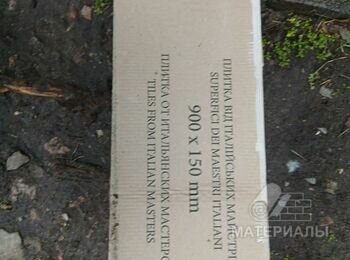 ПЛИТКА ВІД ІТАЛІЙСЬКИХ МАЙСТРІ
SUPERFICI DEI MAESTRI ITALIANI
900 x 150 mm
ПЛИТКА ОТ ИТАЛЬЯНСКИХ МАСТЕРО
TILES FROM ITALIAN MASTERS
МАТЕРИАЛЫ